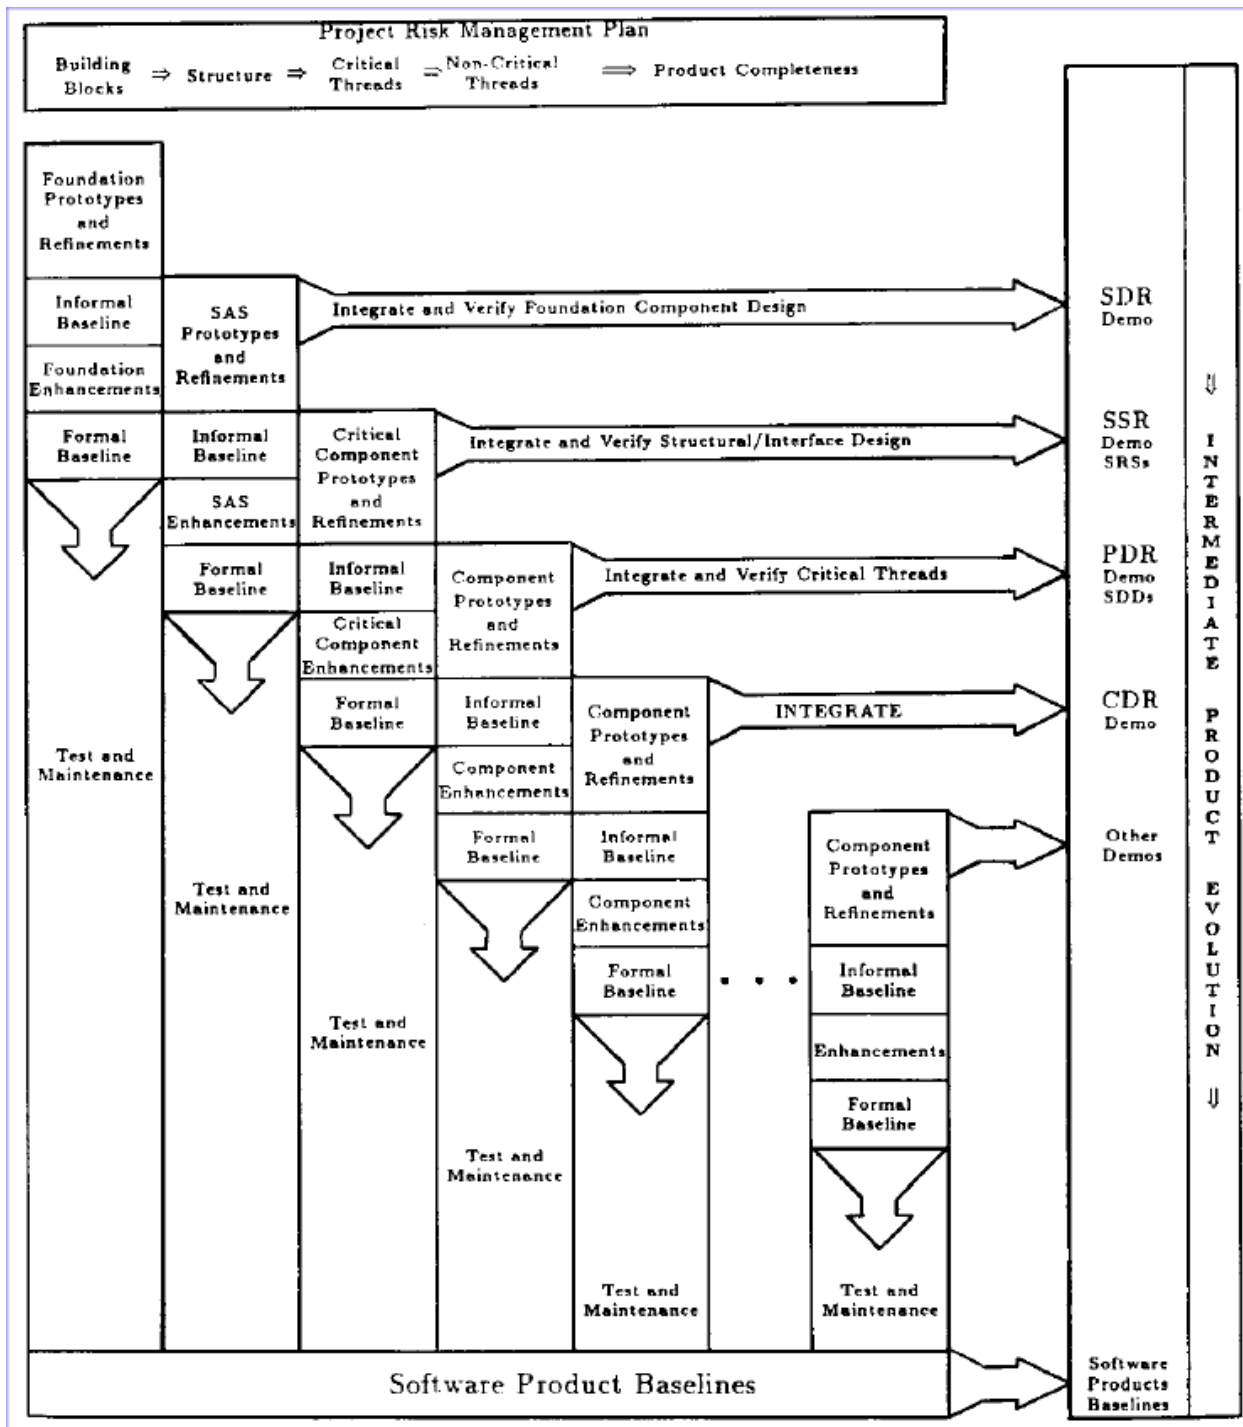 Project Risk Management Plan
Building Blocks ⇒ Structure ⇒ Critical Threads ⇒ Non-Critical Threads ⇒ Product Completeness
Foundation
Prototypes
and
Refinements
Informal
Baseline
Foundation
Enhancements
Formal
Baseline
Test and
Maintenance
SAS
Prototypes
and
Refinements
Informal
Baseline
SAS
Enhancements
Formal
Baseline
Test and
Maintenance
Critical
Component
Prototypes
and
Refinements
Informal
Baseline
Critical
Component
Enhancements
Formal
Baseline
Test and
Maintenance
Component
Prototypes
and
Refinements
Informal
Baseline
Component
Enhancements
Formal
Baseline
Test and
Maintenance
Component
Prototypes
and
Refinements
Informal
Baseline
Component
Enhancements
Formal
Baseline
Test and
Maintenance
• • •
Component
Prototypes
and
Refinements
Informal
Baseline
Enhancements
Formal
Baseline
Test and
Maintenance
Integrate and Verify Foundation Component Design
Integrate and Verify Structural/Interface Design
Integrate and Verify Critical Threads
INTEGRATE
SDR
Demo
SSR
Demo
SRSs
PDR
Demo
SDDs
CDR
Demo
Other
Demos
Software
Products
Baselines
⇓ INTERMEDIATE PRODUCT EVOLUTION ⇓
Software Product Baselines